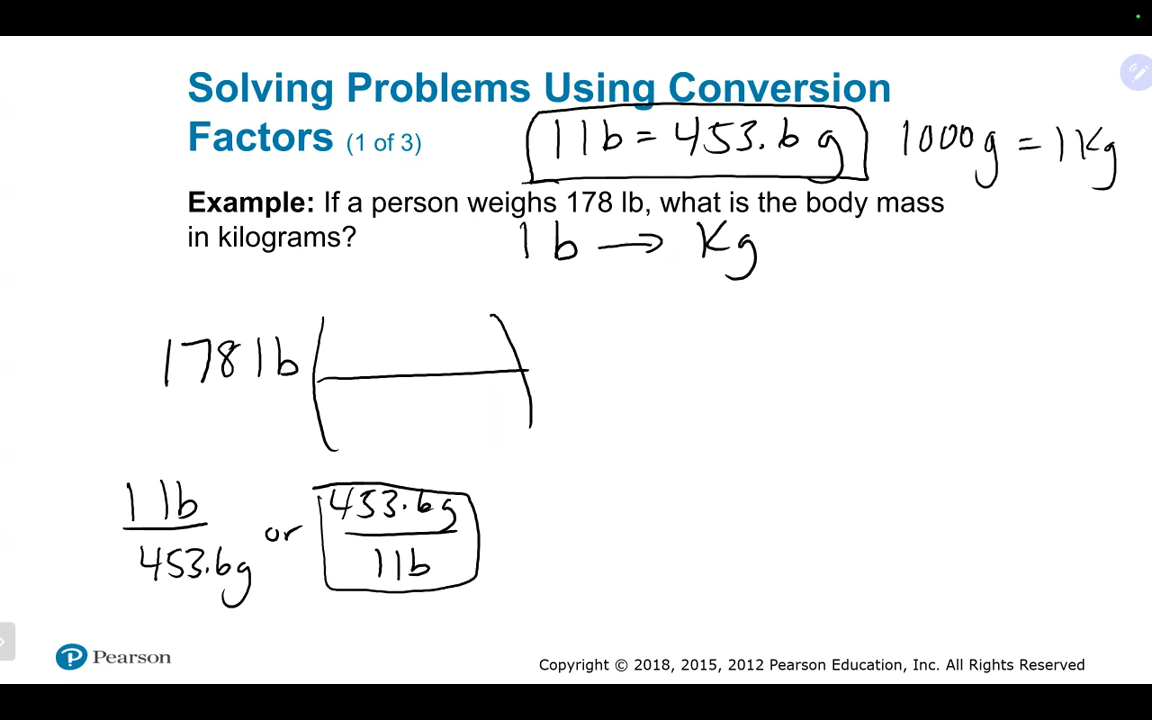 Solving Problems Using Conversion
Factors (1 of 3)
1 lb = 453.6 g
1000 g = 1 Kg
Example: If a person weighs 178 lb, what is the body mass
in kilograms?
lb → Kg
178 lb
1 lb
453.6 g
or
453.6 g
1 lb
Pearson
Copyright © 2018, 2015, 2012 Pearson Education, Inc. All Rights Reserved